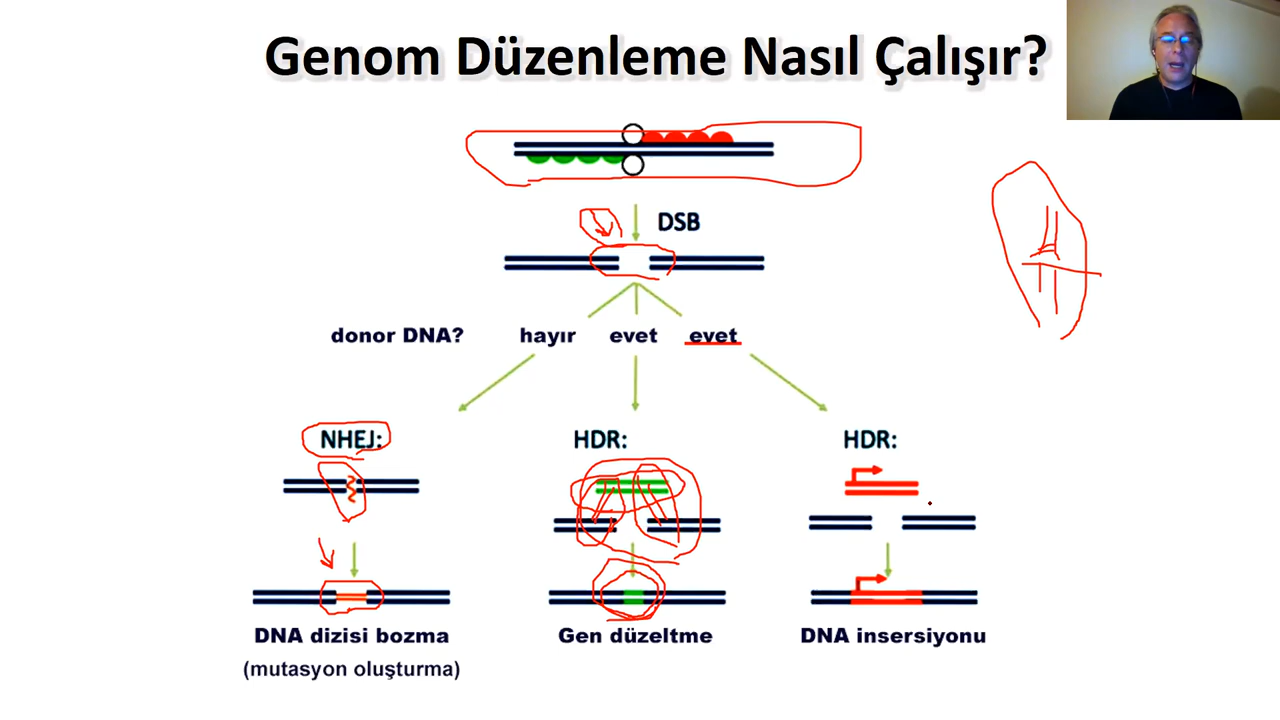 Genom Düzenleme Nasıl Çalışır?
DSB
donor DNA? hayır evet evet
NHEJ: HDR: HDR:
DNA dizisi bozma Gen düzeltme DNA insersiyonu
(mutasyon oluşturma)